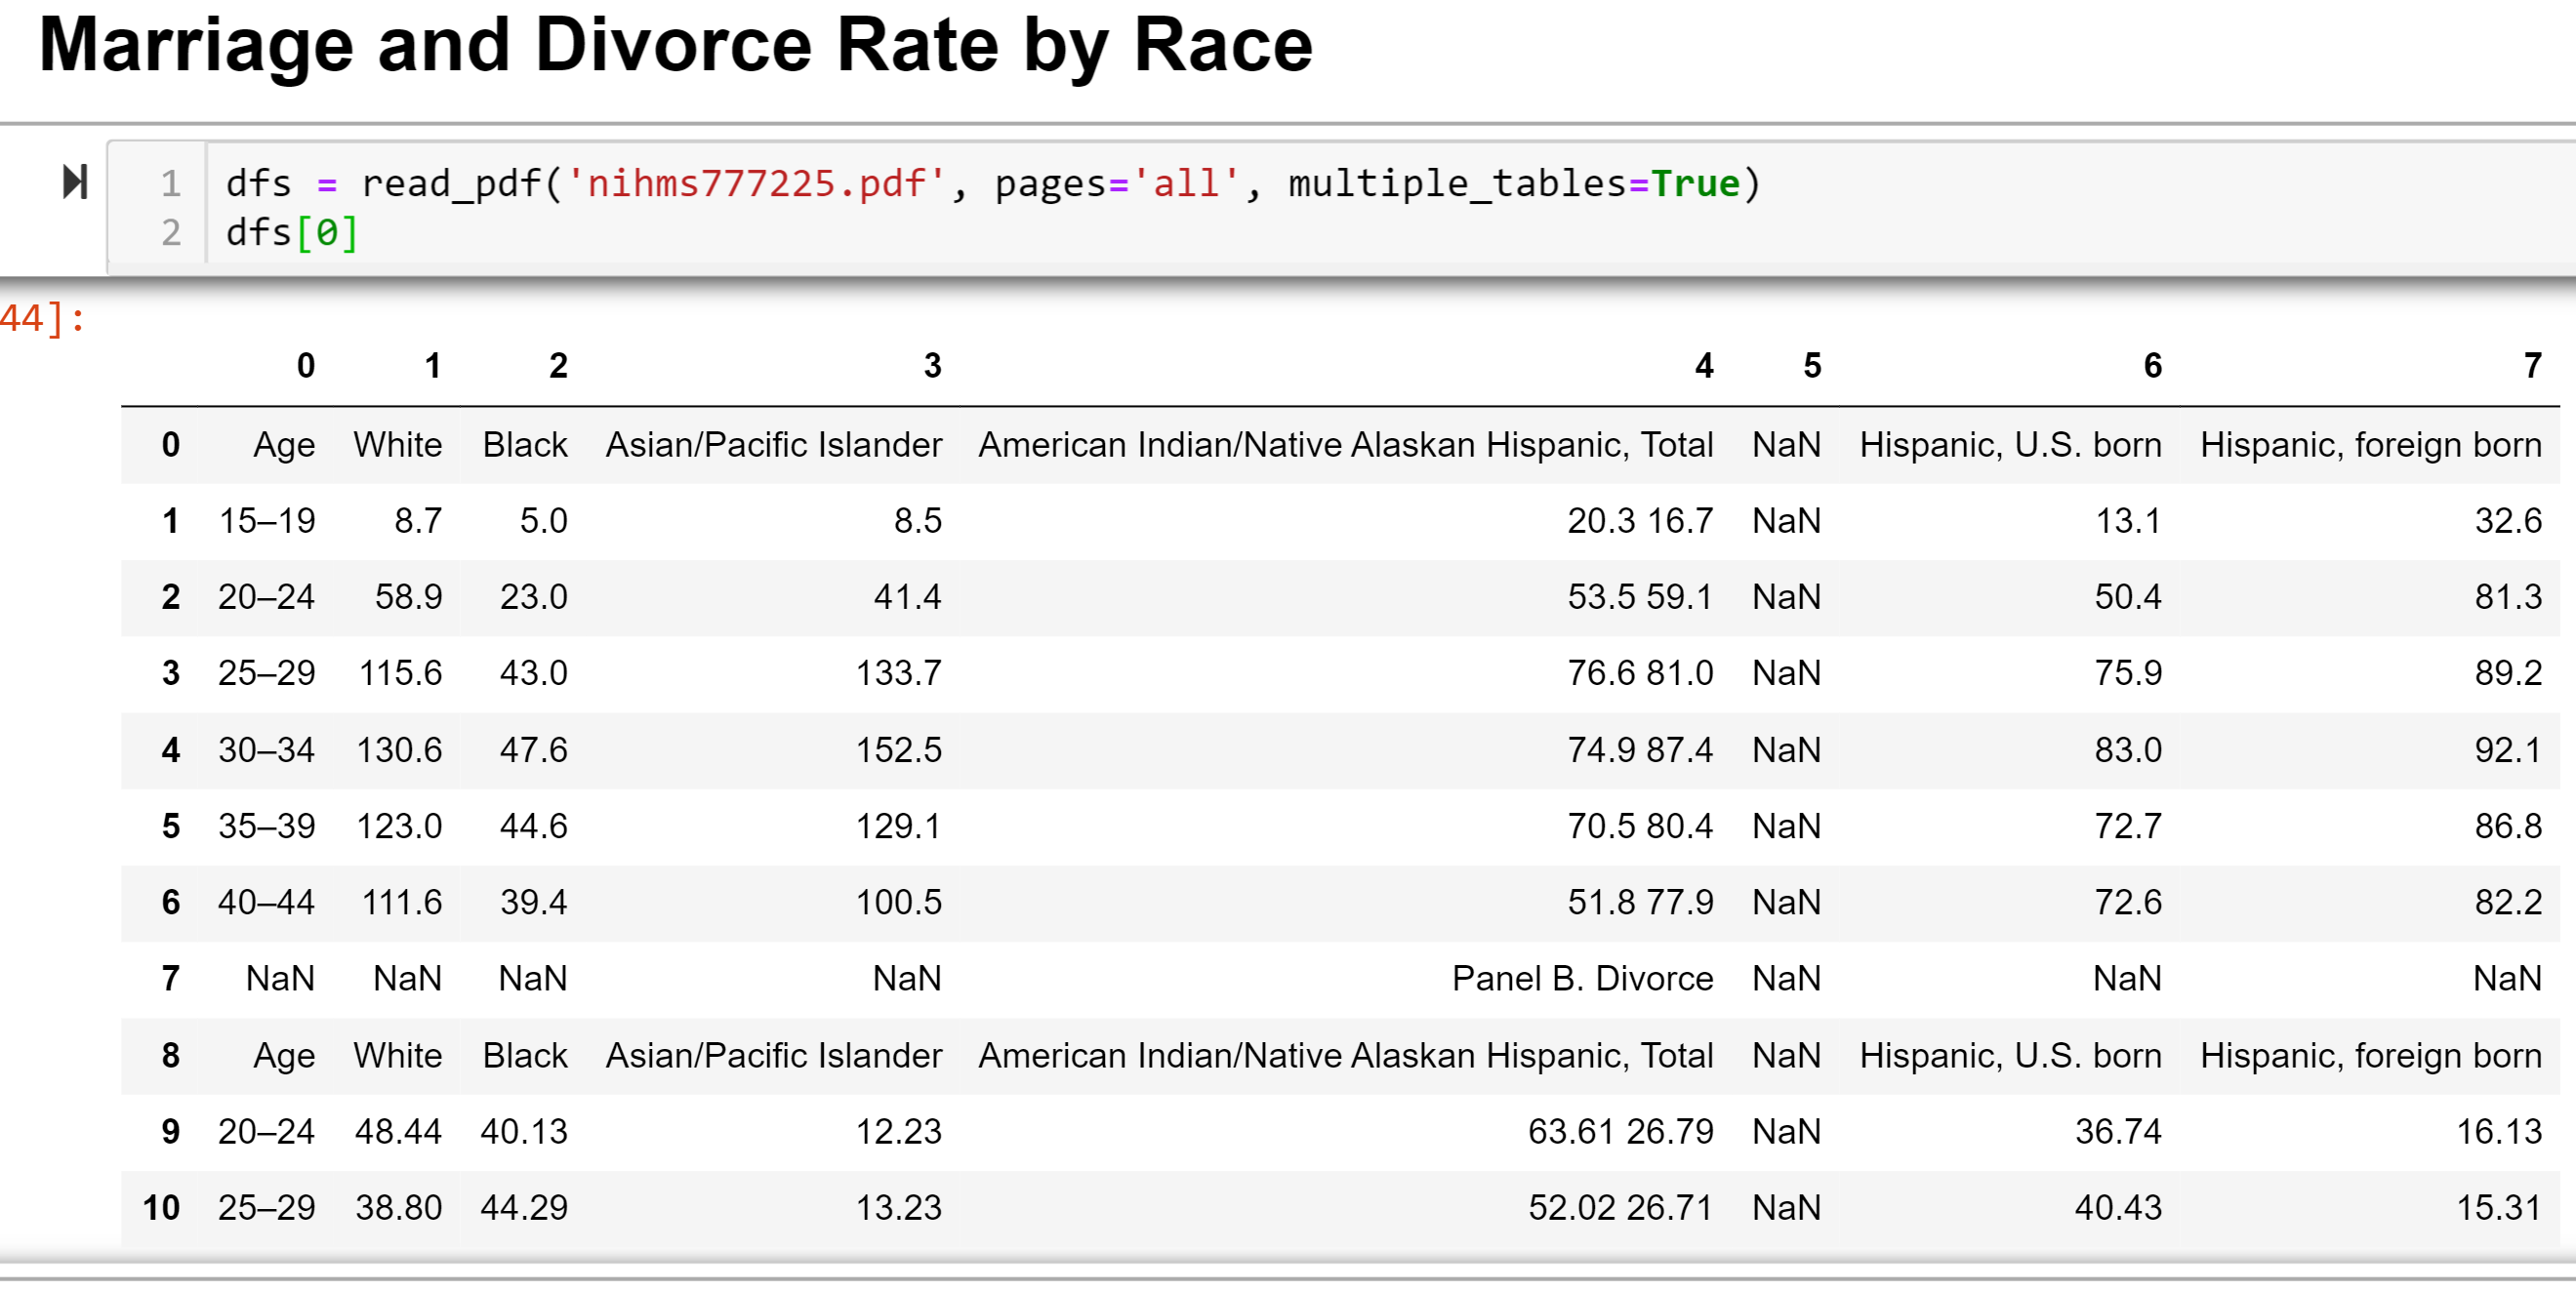 Marriage and Divorce Rate by Race
1 dfs = read_pdf('nihms777225.pdf', pages='all', multiple_tables=True)
2 dfs[0]
44]:
0 1 2 3 4 5 6 7
0 Age White Black Asian/Pacific Islander American Indian/Native Alaskan Hispanic, Total NaN Hispanic, U.S. born Hispanic, foreign born
1 15–19 8.7 5.0 8.5 20.3 16.7 NaN 13.1 32.6
2 20–24 58.9 23.0 41.4 53.5 59.1 NaN 50.4 81.3
3 25–29 115.6 43.0 133.7 76.6 81.0 NaN 75.9 89.2
4 30–34 130.6 47.6 152.5 74.9 87.4 NaN 83.0 92.1
5 35–39 123.0 44.6 129.1 70.5 80.4 NaN 72.7 86.8
6 40–44 111.6 39.4 100.5 51.8 77.9 NaN 72.6 82.2
7 NaN NaN NaN NaN Panel B. Divorce NaN NaN NaN
8 Age White Black Asian/Pacific Islander American Indian/Native Alaskan Hispanic, Total NaN Hispanic, U.S. born Hispanic, foreign born
9 20–24 48.44 40.13 12.23 63.61 26.79 NaN 36.74 16.13
10 25–29 38.80 44.29 13.23 52.02 26.71 NaN 40.43 15.31